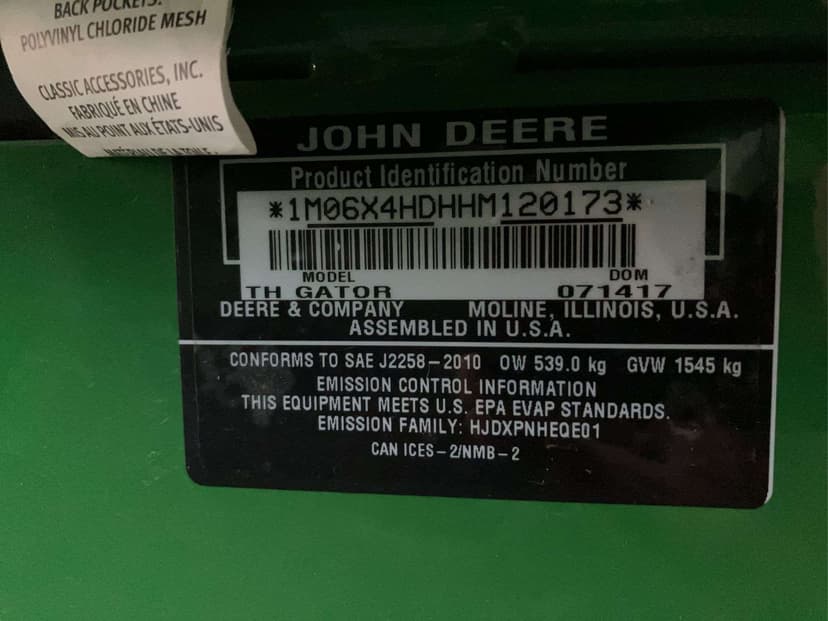 BACK POCKETS:
POLYVINYL CHLORIDE MESH
CLASSIC ACCESSORIES, INC.
FABRIQUÉ EN CHINE
MIS AU POINT AUX ÉTATS-UNIS
JOHN DEERE
Product Identification Number
*1M06X4HDHHM120173*
MODEL DOM
TH GATOR 071417
DEERE & COMPANY MOLINE, ILLINOIS, U.S.A.
ASSEMBLED IN U.S.A.
CONFORMS TO SAE J2258-2010 OW 539.0 kg GVW 1545 kg
EMISSION CONTROL INFORMATION
THIS EQUIPMENT MEETS U.S. EPA EVAP STANDARDS.
EMISSION FAMILY: HJDXPNHEQE01
CAN ICES-2/NMB-2